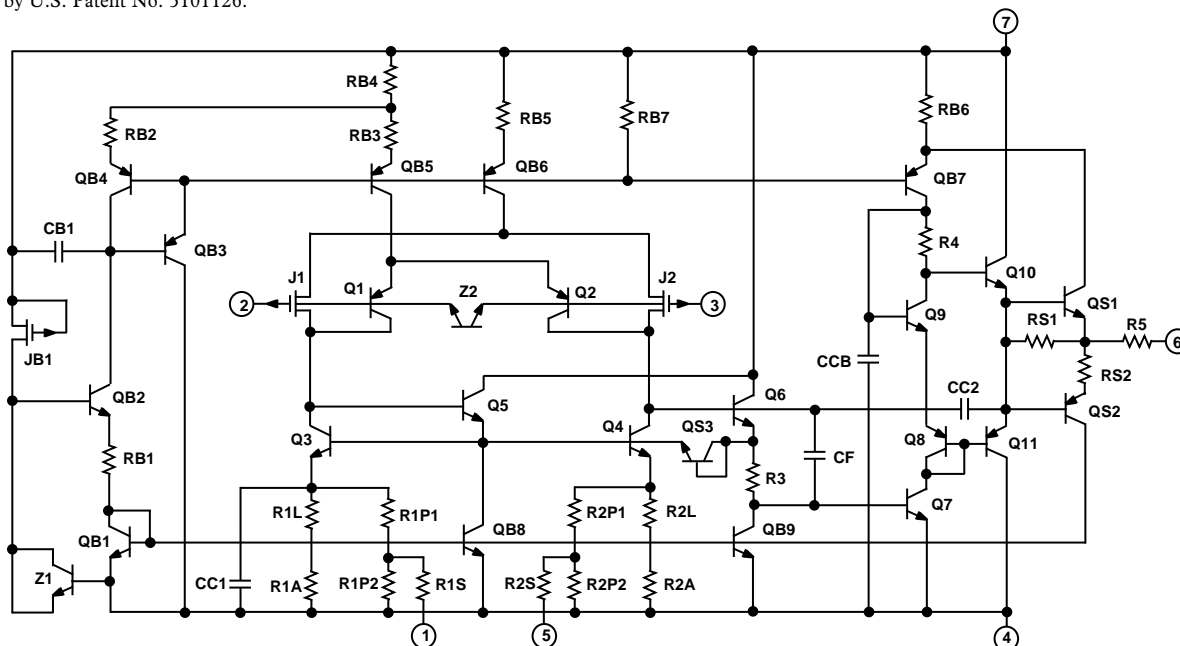 by U.S. Patent No. 5101126.
7
RB4
RB2
RB3
RB5
RB7
RB6
QB4
QB5
QB6
QB7
CB1
QB3
R4
J1
Q1
Z2
Q2
J2
Q10
QS1
2
3
JB1
Q9
RS1
R5
6
CCB
RS2
QB2
Q5
Q6
CC2
QS2
Q3
Q4
QS3
Q8
Q11
RB1
CF
R3
Q7
R1L
R1P1
R2P1
R2L
QB1
QB8
QB9
Z1
CC1
R1A
R1P2
R1S
R2S
R2P2
R2A
1
5
4